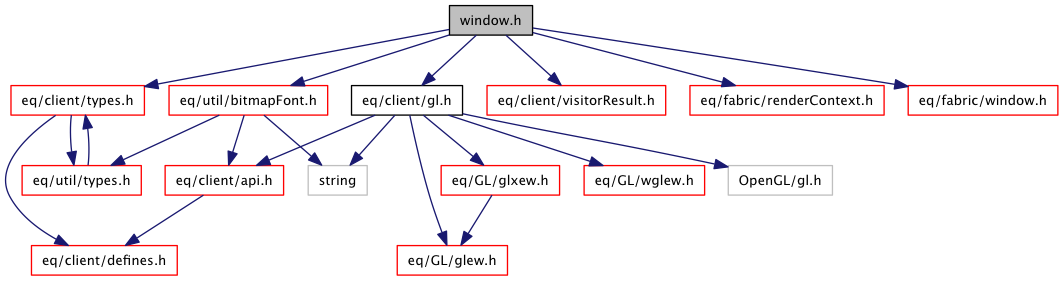 window.h
eq/client/types.h
eq/util/bitmapFont.h
eq/client/gl.h
eq/client/visitorResult.h
eq/fabric/renderContext.h
eq/fabric/window.h
eq/util/types.h
eq/client/api.h
string
eq/GL/glxew.h
eq/GL/wglew.h
OpenGL/gl.h
eq/client/defines.h
eq/GL/glew.h